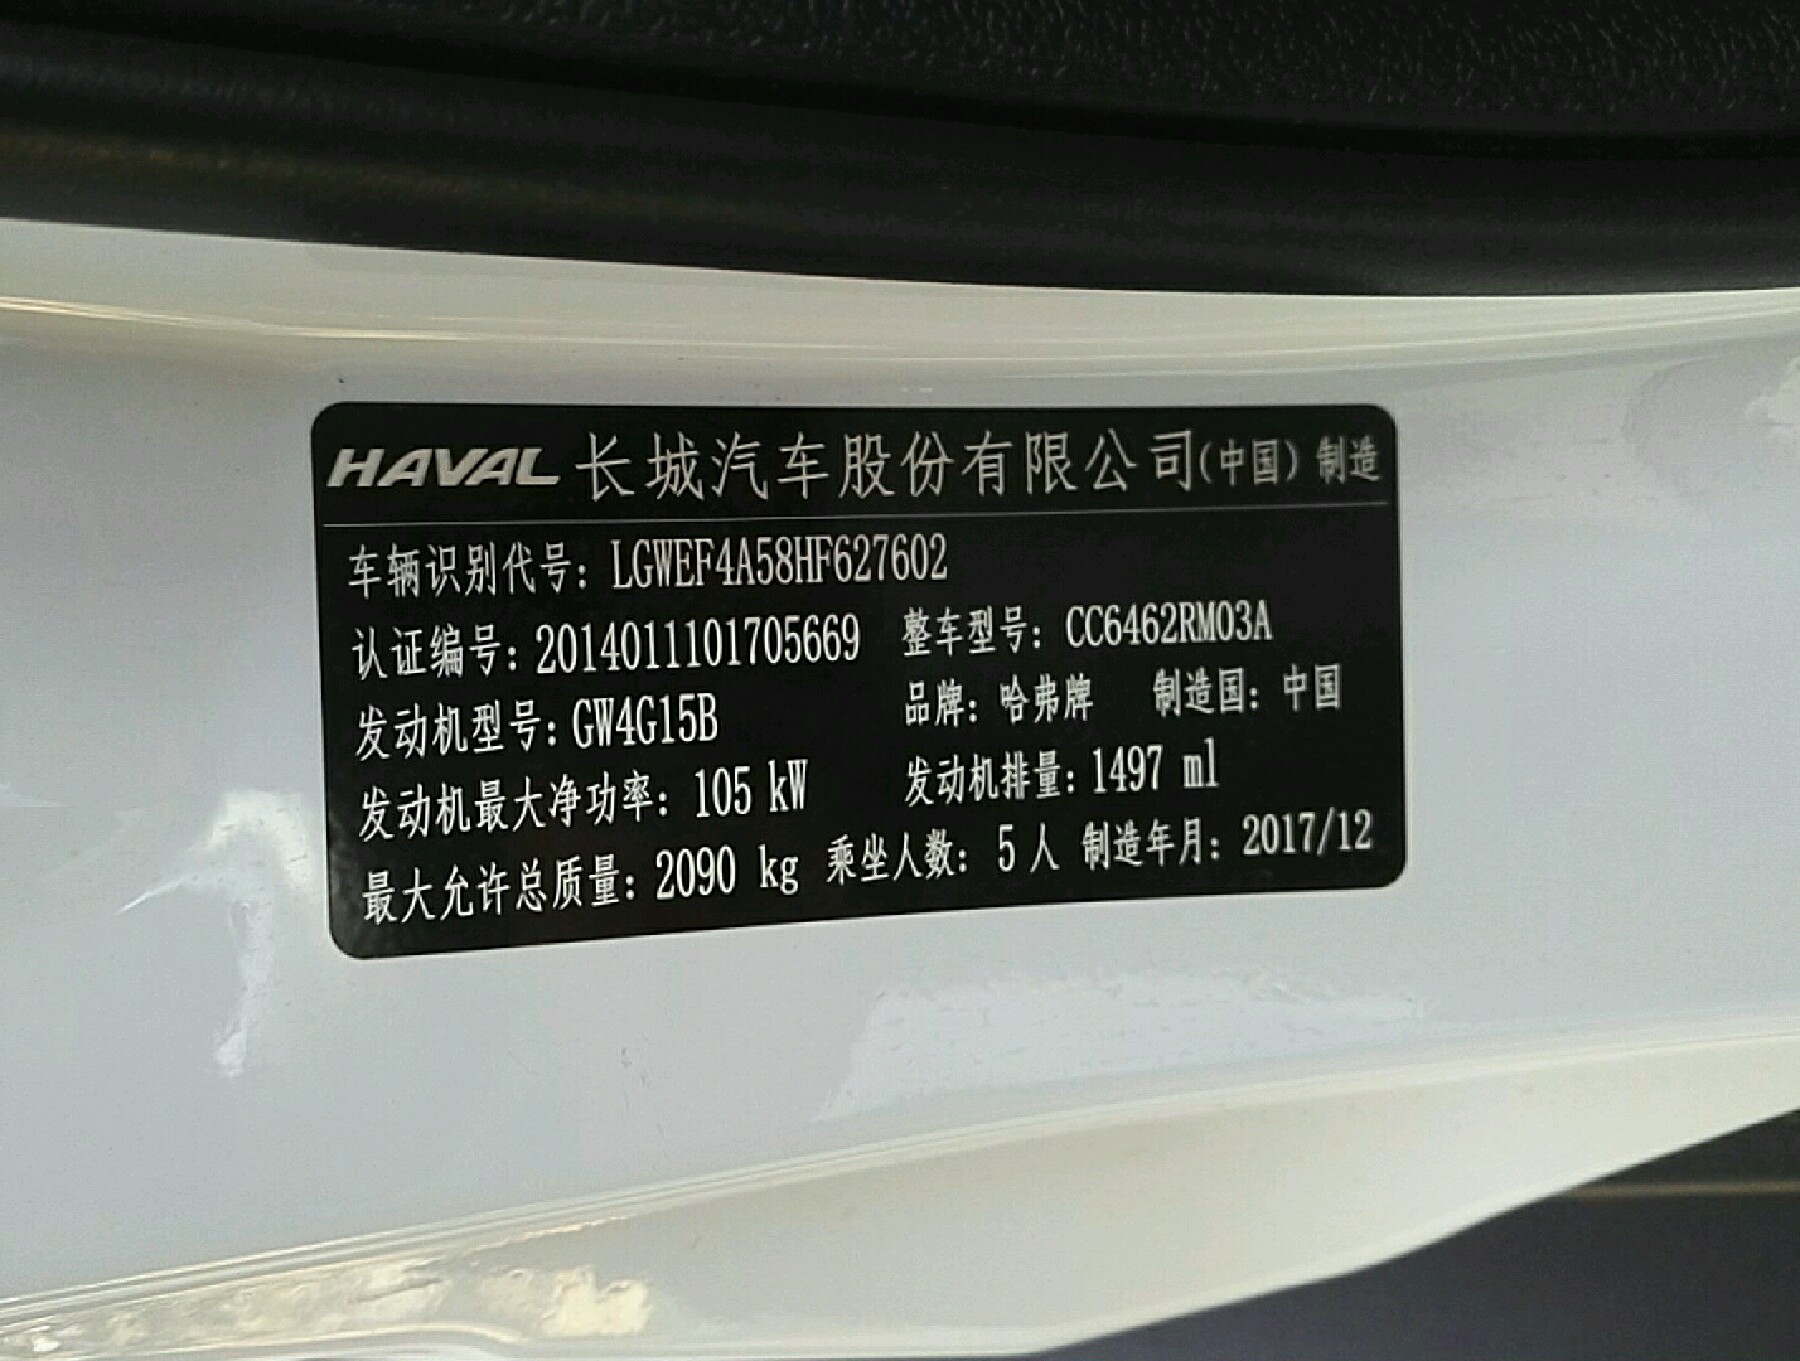 HAVAL 长城汽车股份有限公司(中国) 制造
车辆识别代号: LGWEF4A58HF627602
认证编号: 2014011101705669 整车型号: CC6462RM03A
发动机型号: GW4G15B 品牌: 哈弗牌 制造国: 中国
发动机最大净功率: 105 kW 发动机排量: 1497 ml
最大允许总质量: 2090 kg 乘坐人数: 5 人 制造年月: 2017/12